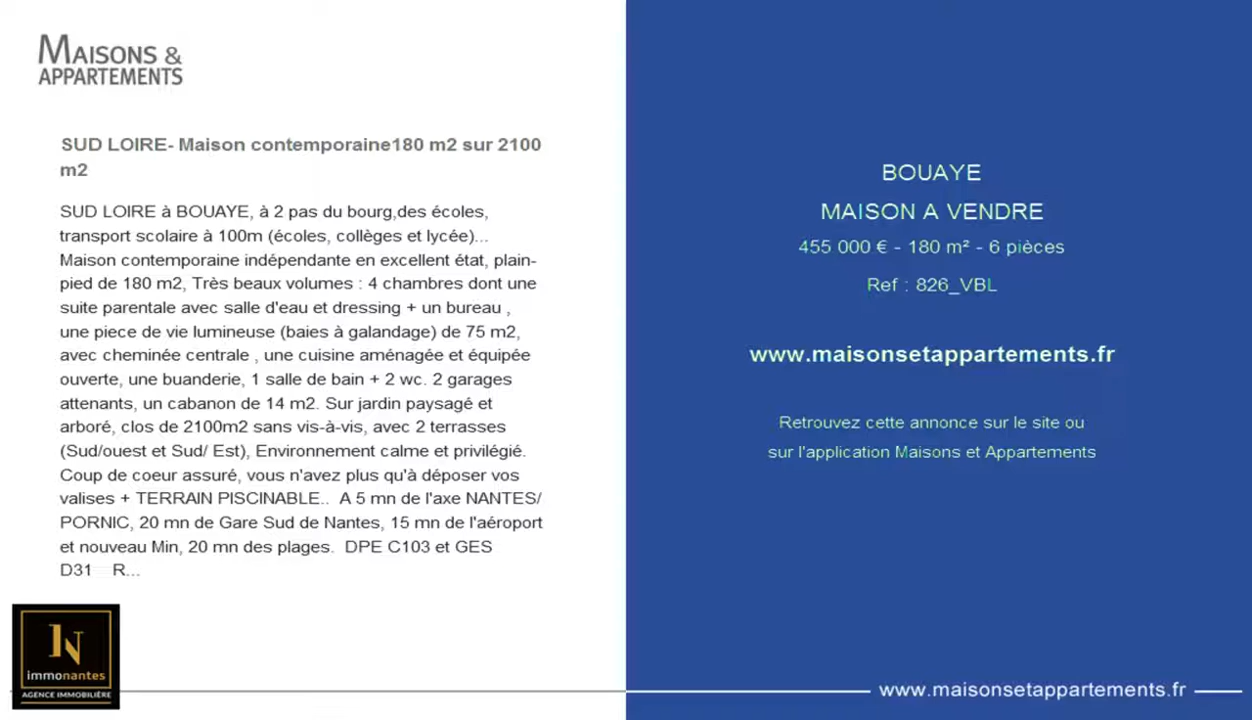 MAISONS &
APPARTEMENTS
SUD LOIRE- Maison contemporaine180 m2 sur 2100
m2
SUD LOIRE à BOUAYE, à 2 pas du bourg,des écoles,
transport scolaire à 100m (écoles, collèges et lycée)...
Maison contemporaine indépendante en excellent état, plain-
pied de 180 m2, Très beaux volumes : 4 chambres dont une
suite parentale avec salle d'eau et dressing + un bureau ,
une piece de vie lumineuse (baies à galandage) de 75 m2,
avec cheminée centrale , une cuisine aménagée et équipée
ouverte, une buanderie, 1 salle de bain + 2 wc. 2 garages
attenants, un cabanon de 14 m2. Sur jardin paysagé et
arboré, clos de 2100m2 sans vis-à-vis, avec 2 terrasses
(Sud/ouest et Sud/ Est), Environnement calme et privilégié.
Coup de coeur assuré, vous n'avez plus qu'à déposer vos
valises + TERRAIN PISCINABLE..  A 5 mn de l'axe NANTES/
PORNIC, 20 mn de Gare Sud de Nantes, 15 mn de l'aéroport
et nouveau Min, 20 mn des plages.  DPE C103 et GES
D31    R...
IN
immonantes
AGENCE IMMOBILIÈRE
BOUAYE
MAISON A VENDRE
455 000 € - 180 m² - 6 pièces
Ref : 826_VBL
www.maisonsetappartements.fr
Retrouvez cette annonce sur le site ou
sur l'application Maisons et Appartements
www.maisonsetappartements.fr